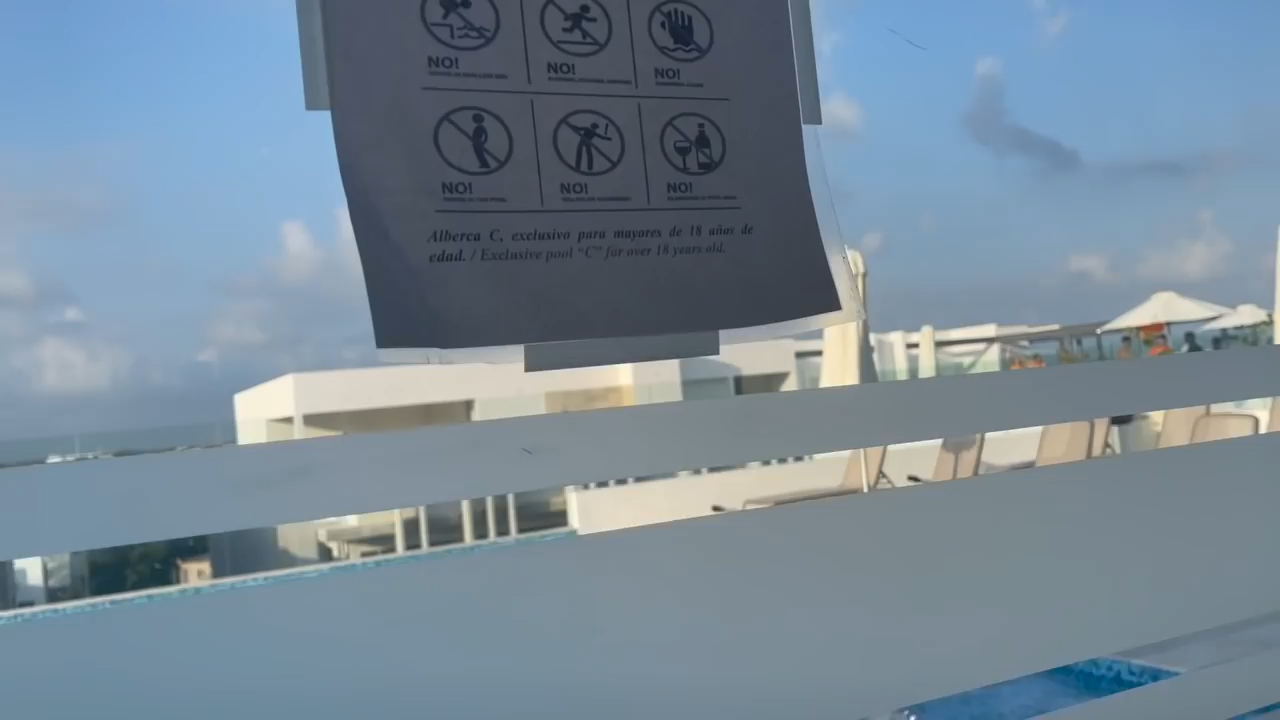 NO!
NO!
NO!
NO!
NO!
NO!
Alberca C, exclusivo para mayores de 18 años de
edad. / Exclusive pool “C” for over 18 years old.